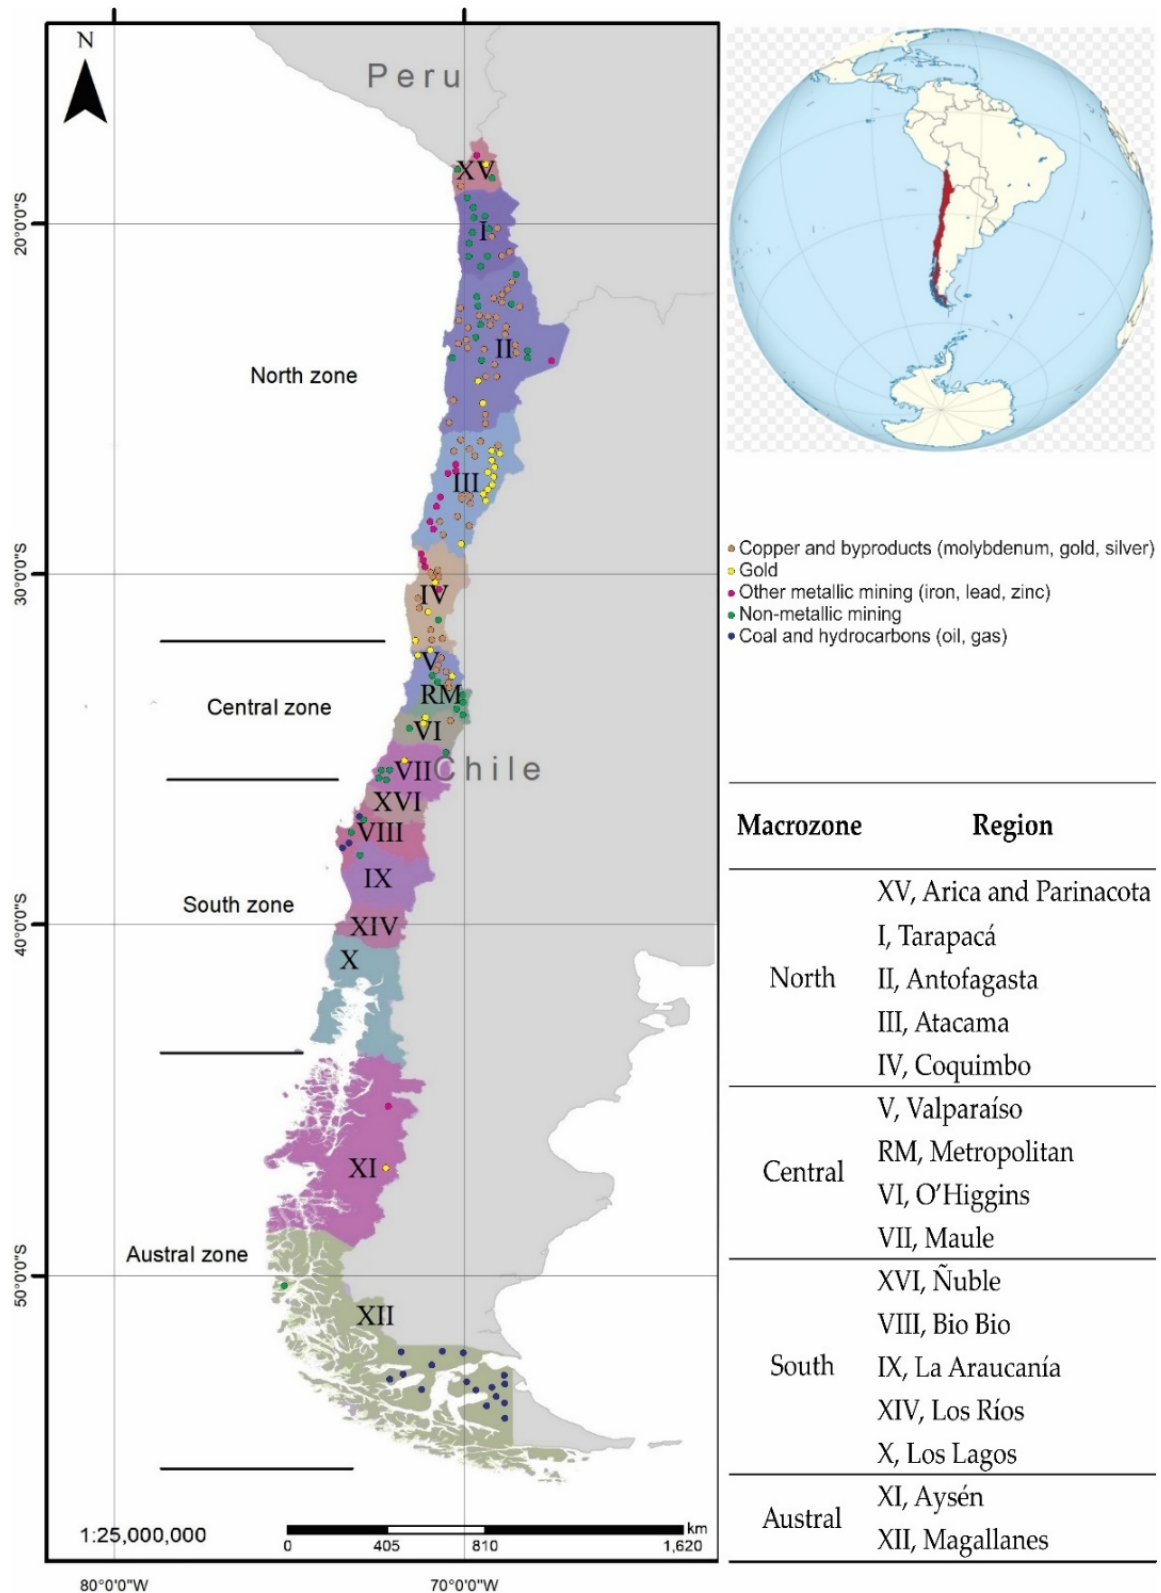 N
Peru
XV
20°0'0"S
I
II
North zone
III
30°0'0"S
IV
V
RM
Central zone
VI
VII
Chile
XVI
VIII
IX
South zone
XIV
40°0'0"S
X
XI
Austral zone
50°0'0"S
XII
1:25,000,000
km
0 405 810 1,620
80°0'0"W 70°0'0"W
Copper and byproducts (molybdenum, gold, silver)
Gold
Other metallic mining (iron, lead, zinc)
Non-metallic mining
Coal and hydrocarbons (oil, gas)
Macrozone Region
XV, Arica and Parinacota
I, Tarapacá
North II, Antofagasta
III, Atacama
IV, Coquimbo
V, Valparaíso
RM, Metropolitan
Central
VI, O’Higgins
VII, Maule
XVI, Ñuble
VIII, Bio Bio
South IX, La Araucanía
XIV, Los Ríos
X, Los Lagos
XI, Aysén
Austral
XII, Magallanes